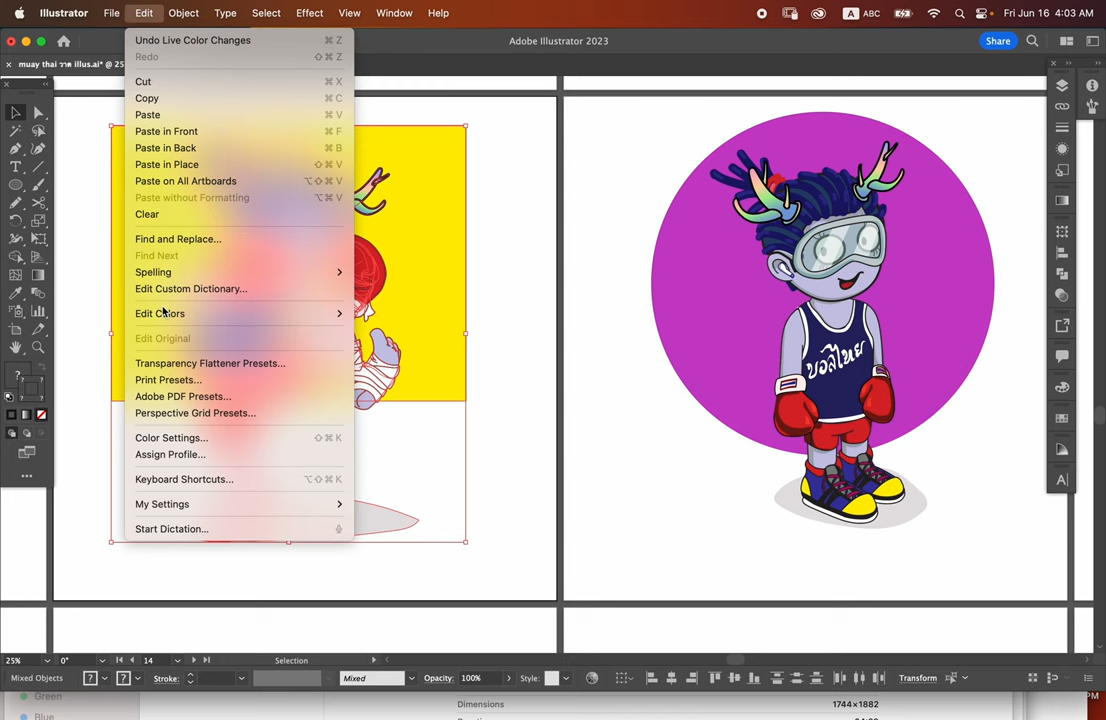 Illustrator File Edit Object Type Select Effect View Window Help A ABC Fri Jun 16 4:03 AM
Adobe Illustrator 2023 Share
muay thai วาด illus.ai* @ 25
Undo Live Color Changes ⌘ Z
Redo ⇧ ⌘ Z
Cut ⌘ X
Copy ⌘ C
Paste ⌘ V
Paste in Front ⌘ F
Paste in Back ⌘ B
Paste in Place ⇧ ⌘ V
Paste on All Artboards ⌥ ⇧ ⌘ V
Paste without Formatting ⌥ ⌘ V
Clear
Find and Replace...
Find Next
Spelling
Edit Custom Dictionary...
Edit Colors
Edit Original
Transparency Flattener Presets...
Print Presets...
Adobe PDF Presets...
Perspective Grid Presets...
Color Settings... ⇧ ⌘ K
Assign Profile...
Keyboard Shortcuts... ⌥ ⇧ ⌘ K
My Settings
Start Dictation...
บอลไทย
25% 0° 14 Selection
Mixed Objects ? ? Stroke: Mixed Opacity: 100% Style: Transform
Green
Dimensions 1744×1882
Blue
PM